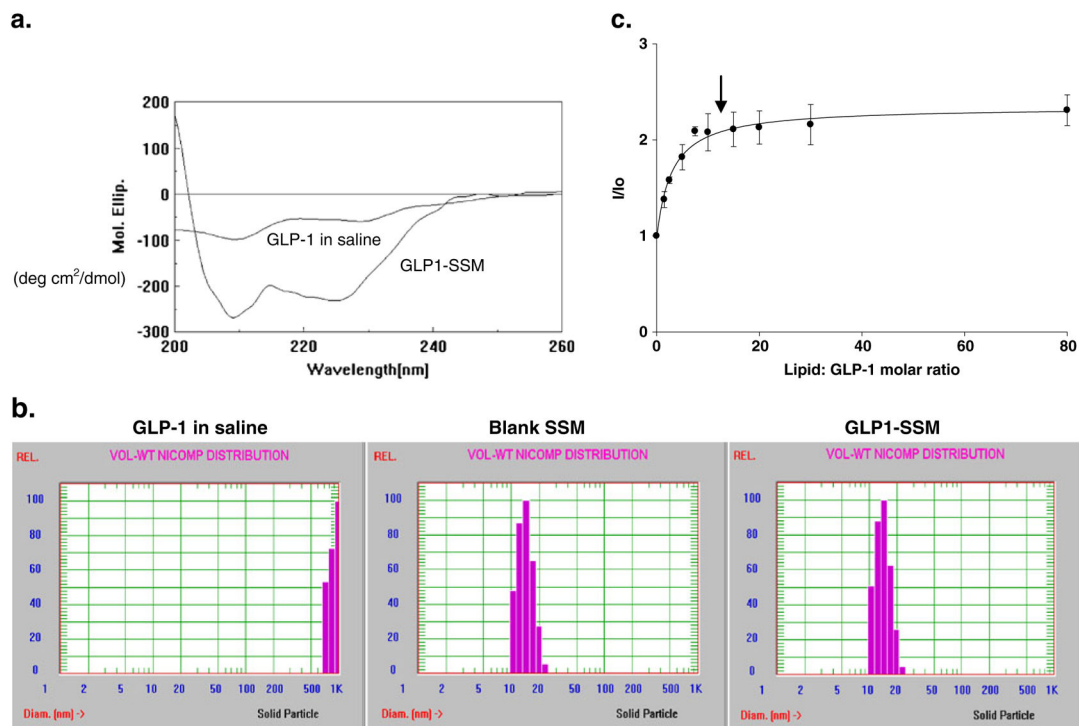 a.
200
100
0
-100
-200
-300
Mol. Ellip.
(deg cm²/dmol)
GLP-1 in saline
GLP1-SSM
200
220
240
260
Wavelength[nm]
c.
3
2
1
0
I/Io
0
20
40
60
80
Lipid: GLP-1 molar ratio
b.
GLP-1 in saline
REL.
VOL-WT NICOMP DISTRIBUTION
100
80
60
40
20
0
1 2 5 10 20 50 100 200 500 1K
Diam. [nm] ->
Solid Particle
Blank SSM
REL.
VOL-WT NICOMP DISTRIBUTION
100
80
60
40
20
0
1 2 5 10 20 50 100 200 500 1K
Diam. [nm] ->
Solid Particle
GLP1-SSM
REL.
VOL-WT NICOMP DISTRIBUTION
100
80
60
40
20
0
1 2 5 10 20 50 100 200 500 1K
Diam. [nm] ->
Solid Particle